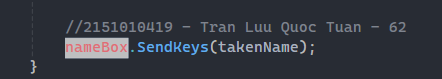 //2151010419 - Tran Luu Quoc Tuan - 62
nameBox.SendKeys(takenName);
}